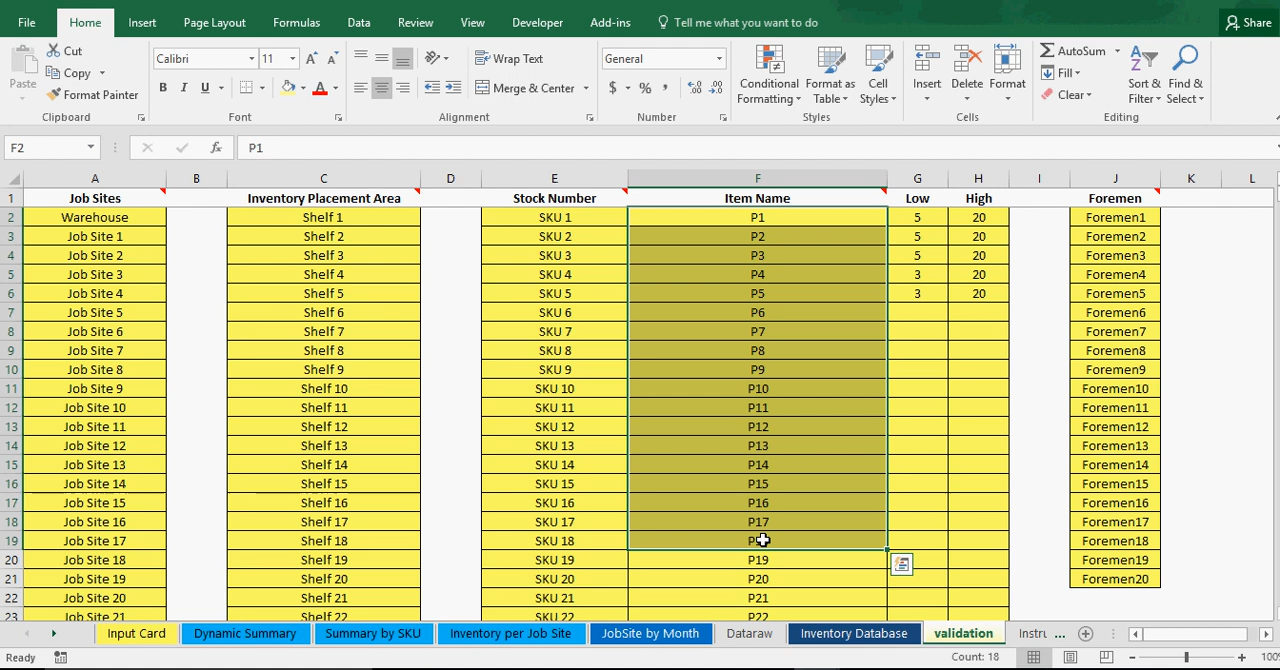 File Home Insert Page Layout Formulas Data Review View Developer Add-ins Tell me what you want to do Share
Paste Cut Copy Format Painter Clipboard
Calibri 11 A A B I U A Font
Wrap Text Merge & Center Alignment
General $ % , Number
Conditional Formatting Format as Table Cell Styles Styles
Insert Delete Format Cells
AutoSum Fill Clear Sort & Filter Find & Select Editing
F2 fx P1
A B C D E F G H I J K L
1 Job Sites Inventory Placement Area Stock Number Item Name Low High Foremen
2 Warehouse Shelf 1 SKU 1 P1 5 20 Foremen1
3 Job Site 1 Shelf 2 SKU 2 P2 5 20 Foremen2
4 Job Site 2 Shelf 3 SKU 3 P3 5 20 Foremen3
5 Job Site 3 Shelf 4 SKU 4 P4 3 20 Foremen4
6 Job Site 4 Shelf 5 SKU 5 P5 3 20 Foremen5
7 Job Site 5 Shelf 6 SKU 6 P6 Foremen6
8 Job Site 6 Shelf 7 SKU 7 P7 Foremen7
9 Job Site 7 Shelf 8 SKU 8 P8 Foremen8
10 Job Site 8 Shelf 9 SKU 9 P9 Foremen9
11 Job Site 9 Shelf 10 SKU 10 P10 Foremen10
12 Job Site 10 Shelf 11 SKU 11 P11 Foremen11
13 Job Site 11 Shelf 12 SKU 12 P12 Foremen12
14 Job Site 12 Shelf 13 SKU 13 P13 Foremen13
15 Job Site 13 Shelf 14 SKU 14 P14 Foremen14
16 Job Site 14 Shelf 15 SKU 15 P15 Foremen15
17 Job Site 15 Shelf 16 SKU 16 P16 Foremen16
18 Job Site 16 Shelf 17 SKU 17 P17 Foremen17
19 Job Site 17 Shelf 18 SKU 18 Foremen18
20 Job Site 18 Shelf 19 SKU 19 P19 Foremen19
21 Job Site 19 Shelf 20 SKU 20 P20 Foremen20
22 Job Site 20 Shelf 21 SKU 21 P21
23 Job Site 21 Shelf 22 SKU 22 P22
Input Card Dynamic Summary Summary by SKU Inventory per Job Site JobSite by Month Dataraw Inventory Database validation Instru ...
Ready Count: 18 100